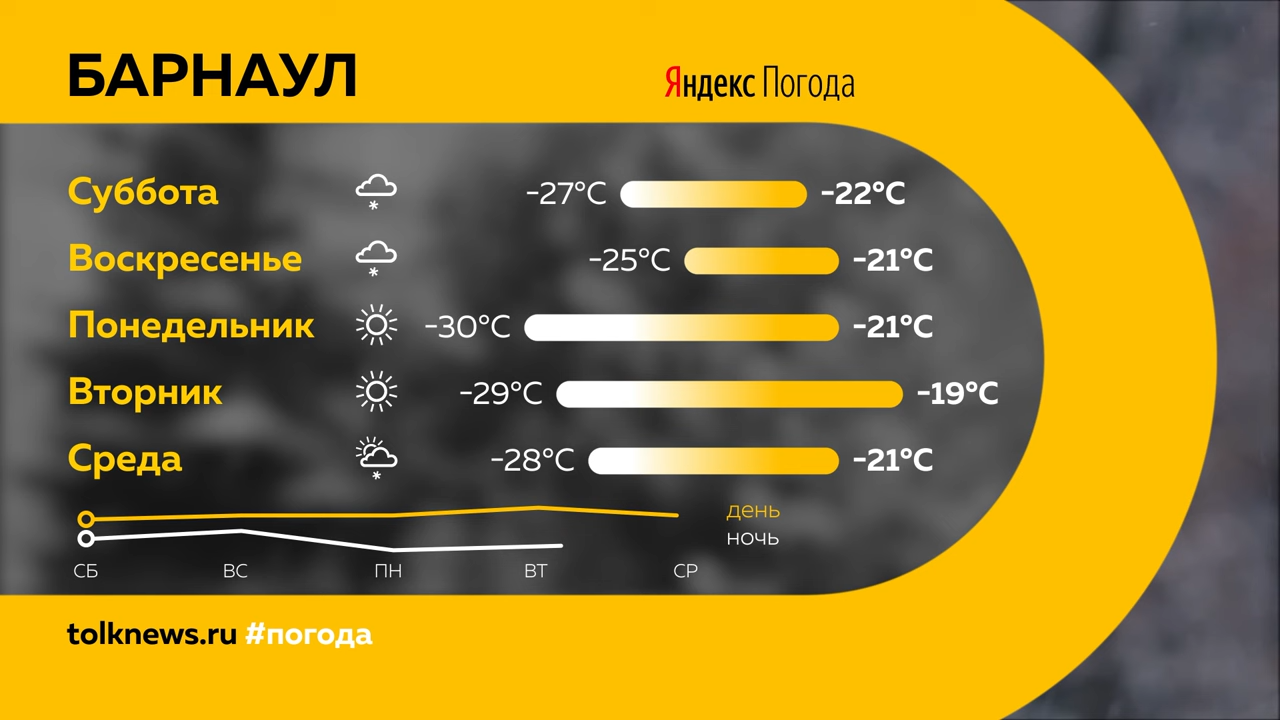 БАРНАУЛ
Яндекс Погода
Суббота -27°C -22°C
Воскресенье -25°C -21°C
Понедельник -30°C -21°C
Вторник -29°C -19°C
Среда -28°C -21°C
день
ночь
СБ ВС ПН ВТ СР
tolknews.ru #погода